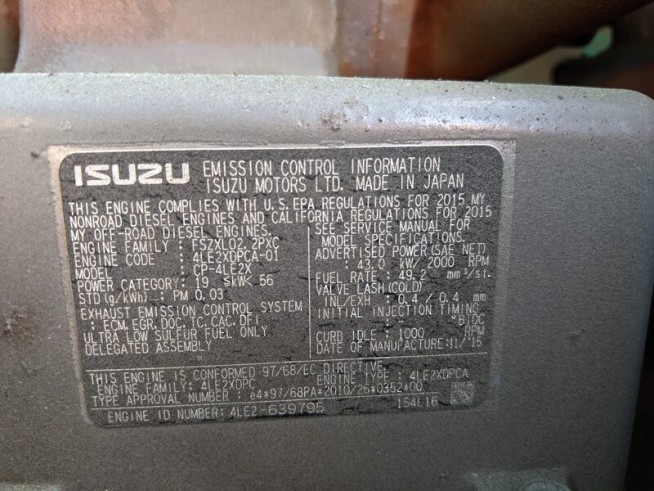 ISUZU EMISSION CONTROL INFORMATION
ISUZU MOTORS LTD. MADE IN JAPAN
THIS ENGINE COMPLIES WITH U.S.EPA REGULATIONS FOR 2015 MY
NONROAD DIESEL ENGINES AND CALIFORNIA REGULATIONS FOR 2015
MY OFF-ROAD DIESEL ENGINES.
ENGINE FAMILY : FSZXL02.2PXC
ENGINE CODE : 4LE2XDPCA-01
MODEL : CP-4LE2X
POWER CATEGORY: 19 ≤kW< 56
STD (g/kWh) : PM 0.03
EXHAUST EMISSION CONTROL SYSTEM
: ECM, EGR, DOC, TC, CAC, DFI
ULTRA LOW SULFUR FUEL ONLY
DELEGATED ASSEMBLY
SEE SERVICE MANUAL FOR
MODEL SPECIFICATIONS.
ADVERTISED POWER(SAE NET)
: kW/2000 RPM
FUEL RATE : 49.2 mm³/st.
VALVE LASH(COLD)
INL/EXH : 0.4 / 0.4 mm
INITIAL INJECTION TIMING
: °BTDC
CURB IDLE : 1000 RPM
DATE OF MANUFACTURE:11/'15
THIS ENGINE IS CONFORMED 97/68/EC DIRECTIVE
ENGINE FAMILY: 4LE2XDPC ENGINE TYPE : 4LE2XDPCA
TYPE APPROVAL NUMBER : e4*97/68PA*2010/26*0352*00
ENGINE ID NUMBER: 4LE2-639795 154L16